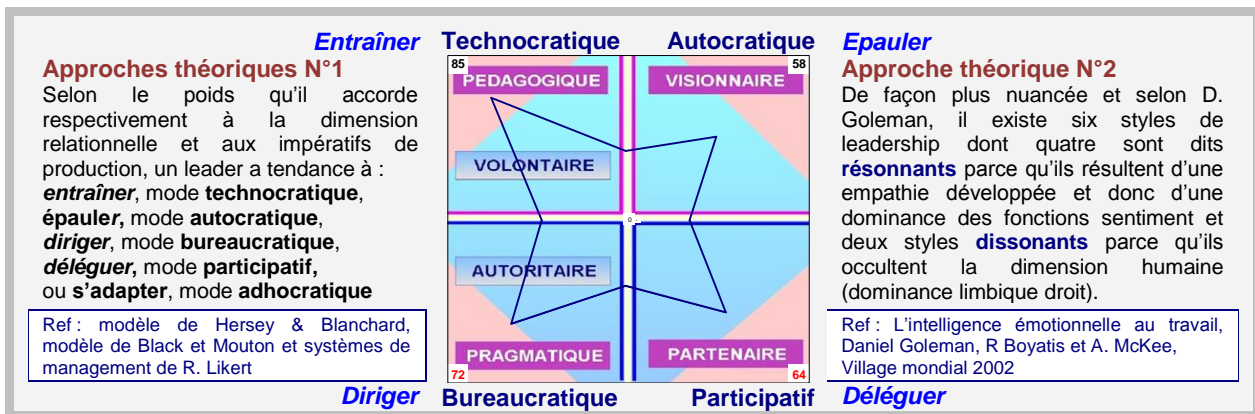 Entraîner Technocratique Autocratique Epauler
Approches théoriques N°1
Selon le poids qu'il accorde
respectivement à la dimension
relationnelle et aux impératifs de
production, un leader a tendance à :
entraîner, mode technocratique,
épauler, mode autocratique,
diriger, mode bureaucratique,
déléguer, mode participatif,
ou s'adapter, mode adhocratique
Ref : modèle de Hersey & Blanchard,
modèle de Black et Mouton et systèmes de
management de R. Likert
85 58
PEDAGOGIQUE VISIONNAIRE
VOLONTAIRE
0
AUTORITAIRE
PRAGMATIQUE PARTENAIRE
72 64
Approche théorique N°2
De façon plus nuancée et selon D.
Goleman, il existe six styles de
leadership dont quatre sont dits
résonnants parce qu'ils résultent d'une
empathie développée et donc d'une
dominance des fonctions sentiment et
deux styles dissonants parce qu'ils
occultent la dimension humaine
(dominance limbique droit).
Ref : L'intelligence émotionnelle au travail,
Daniel Goleman, R Boyatis et A. McKee,
Village mondial 2002
Diriger Bureaucratique Participatif Déléguer